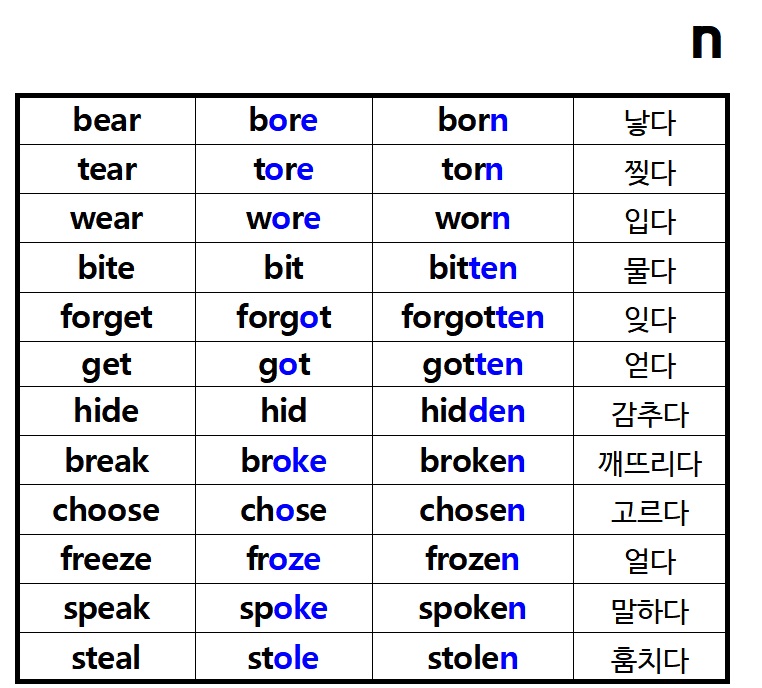 n
bear bore born 낳다
tear tore torn 찢다
wear wore worn 입다
bite bit bitten 물다
forget forgot forgotten 잊다
get got gotten 얻다
hide hid hidden 감추다
break broke broken 깨뜨리다
choose chose chosen 고르다
freeze froze frozen 얼다
speak spoke spoken 말하다
steal stole stolen 훔치다